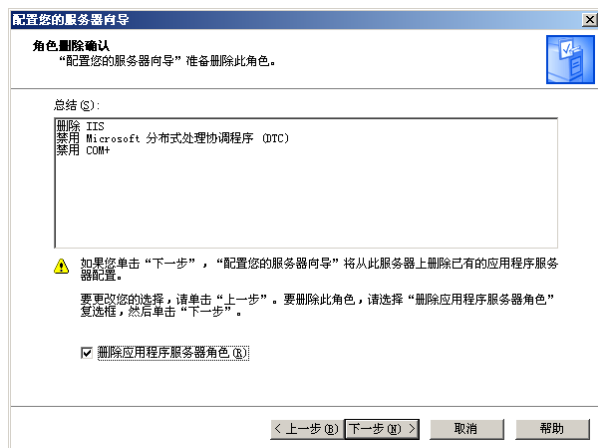 配置您的服务器向导
角色删除确认
“配置您的服务器向导”准备删除此角色。
总结(S):
删除 IIS
禁用 Microsoft 分布式处理协调程序 (DTC)
禁用 COM+
如果您单击“下一步”，“配置您的服务器向导”将从此服务器上删除已有的应用程序服务
器配置。
要更改您的选择，请单击“上一步”。要删除此角色，请选择“删除应用程序服务器角色”
复选框，然后单击“下一步”。
删除应用程序服务器角色(R)
< 上一步(B) 下一步(N) > 取消 帮助